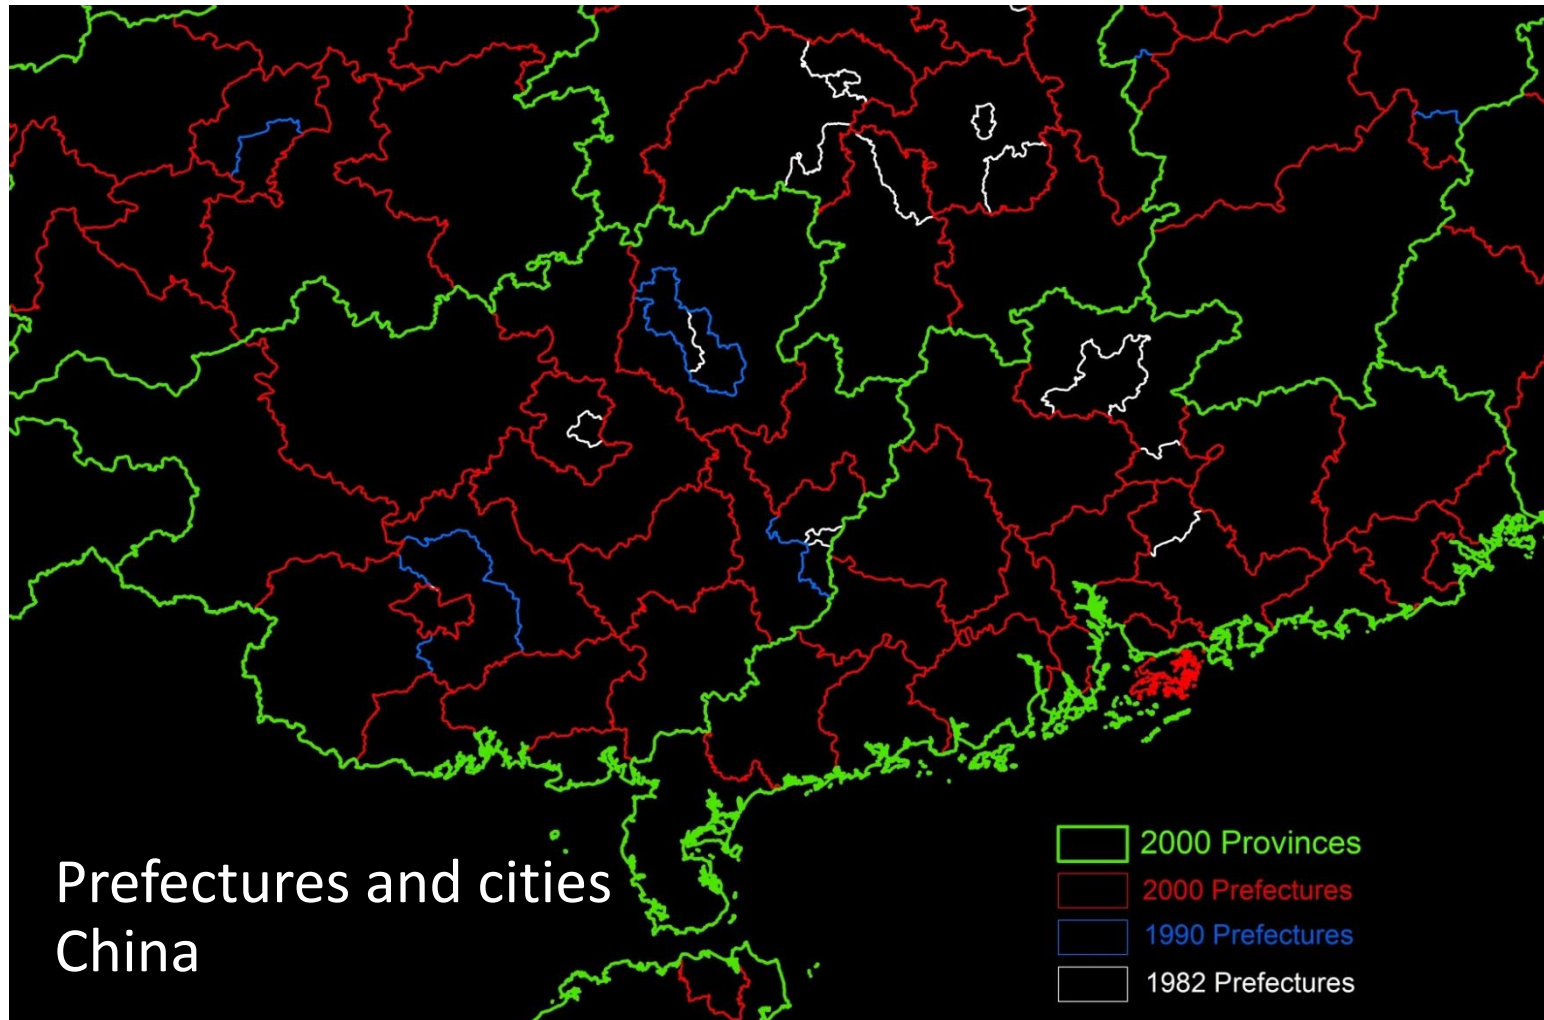 Prefectures and cities
China
2000 Provinces
2000 Prefectures
1990 Prefectures
1982 Prefectures